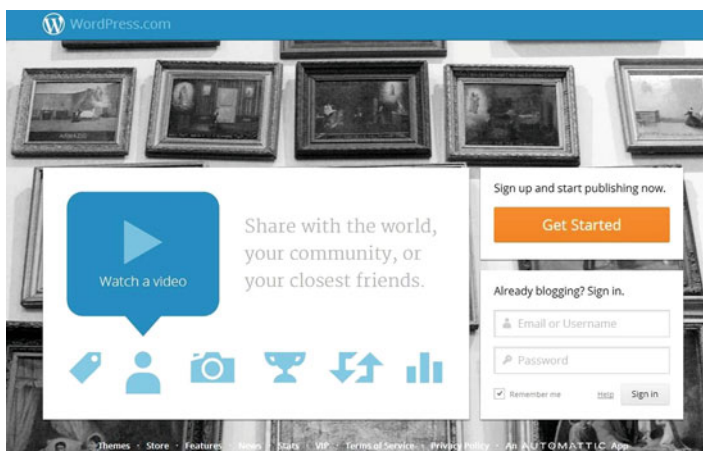 WordPress.com
Sign up and start publishing now.
Get Started
Share with the world,
your community, or
your closest friends.
Watch a video
Already blogging? Sign in.
Email or Username
Password
Remember me
Help
Sign in
Themes · Store · Features · News · Stats · VIP · Terms of Service · Privacy Policy · An AUTOMATTIC App